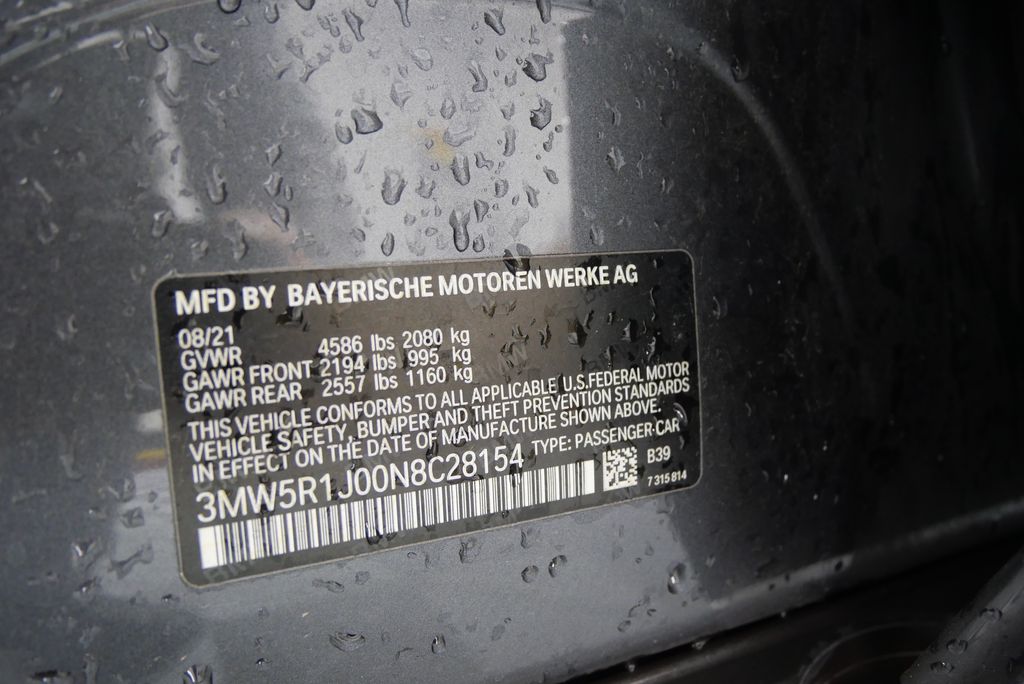 MFD BY BAYERISCHE MOTOREN WERKE AG
08/21
GVWR 4586 lbs 2080 kg
GAWR FRONT 2194 lbs 995 kg
GAWR REAR 2557 lbs 1160 kg
THIS VEHICLE CONFORMS TO ALL APPLICABLE U.S.FEDERAL MOTOR
VEHICLE SAFETY, BUMPER AND THEFT PREVENTION STANDARDS
IN EFFECT ON THE DATE OF MANUFACTURE SHOWN ABOVE.
3MW5R1J00N8C28154 TYPE: PASSENGER CAR
B39
7 315 814